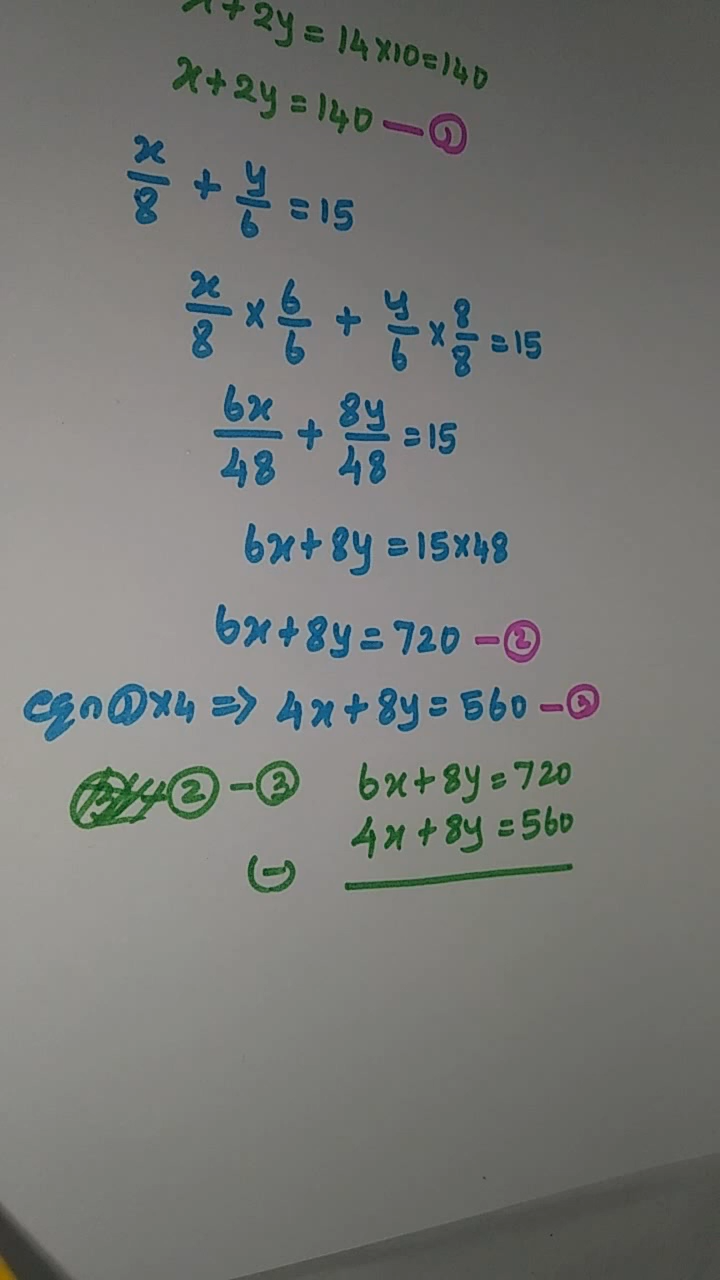 x+2y=14×10=140
x+2y=140 — ①
x/8 + y/6 = 15
x/8 × 6/6 + y/6 × 8/8 = 15
6x/48 + 8y/48 = 15
6x+8y=15×48
6x+8y=720 – ②
eqn ① ×4 => 4x+8y=560 – ③
② – ③ 6x+8y=720
4x+8y=560
(–)